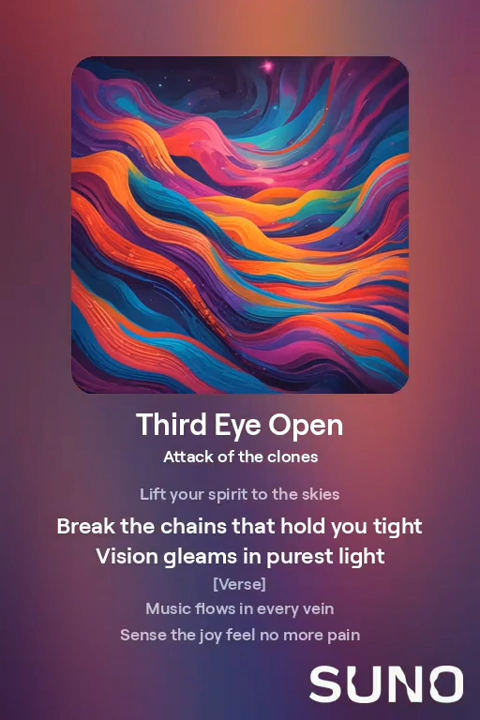 Third Eye Open
Attack of the clones
Lift your spirit to the skies
Break the chains that hold you tight
Vision gleams in purest light
[Verse]
Music flows in every vein
Sense the joy feel no more pain
SUNO